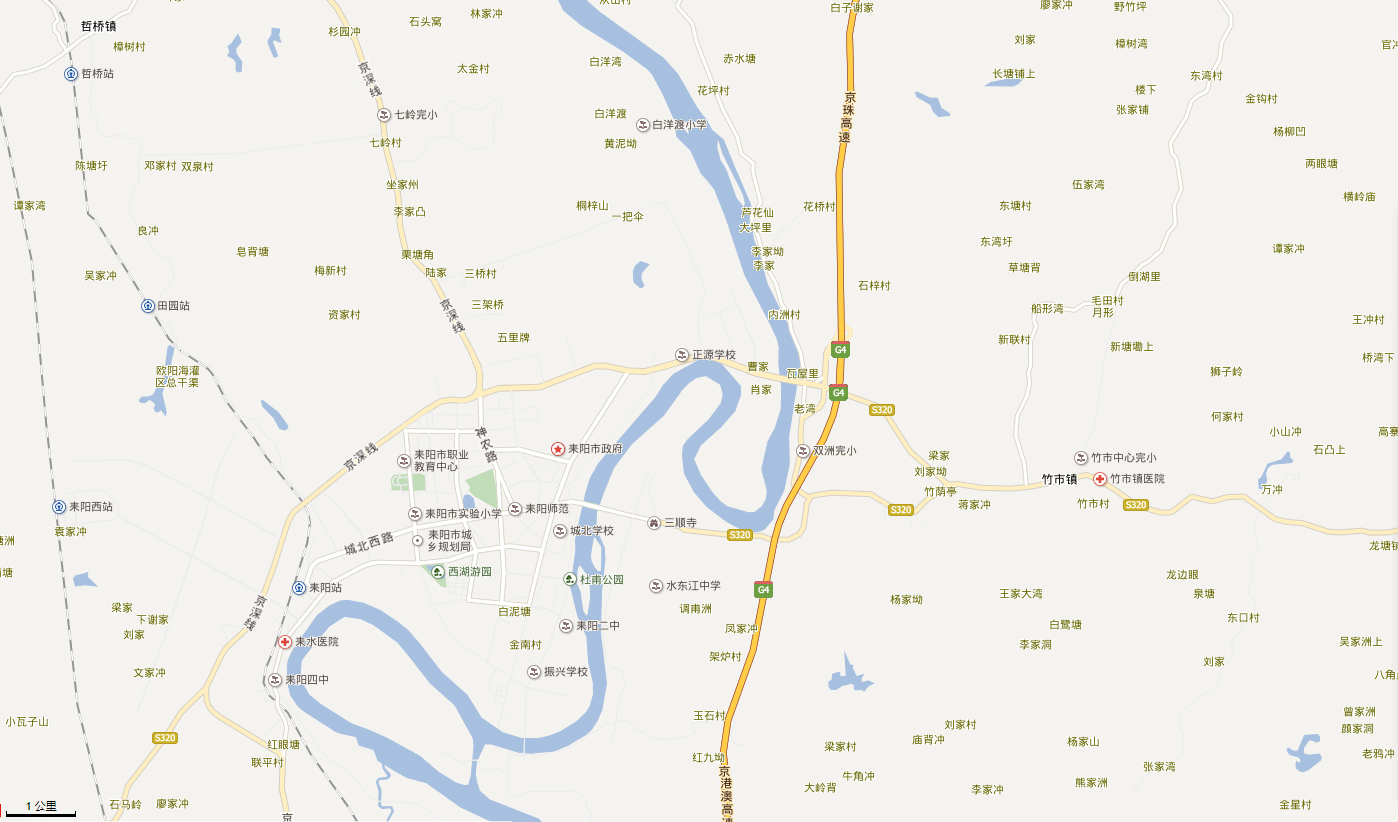 哲桥镇
樟树村
哲桥站
杉园冲
石头窝
林家冲
白子谢家
廖家冲
野竹坪
刘家
樟树湾
京深线
太金村
白洋湾
赤水塘
长塘铺上
东湾村
七岭完小
花坪村
楼下
金钩村
白洋渡
白洋渡小学
京珠高速
张家铺
杨柳凹
七岭村
黄泥坳
陈塘圩
邓家村
双泉村
两眼塘
坐家州
伍家湾
横岭庙
谭家湾
李家凸
桐梓山
一把伞
芦花仙
花桥村
东塘村
良冲
大坪里
东湾圩
谭家冲
皂背塘
栗塘角
李家坳
李家
草塘背
吴家冲
梅新村
陆家
三桥村
倒湖里
石梓村
田园站
资家村
京深线
三架桥
内洲村
船形湾
毛田村
月形
王冲村
五里牌
新联村
新塘墈上
桥湾下
正源学校
G4
欧阳海灌
区总干渠
曹家
瓦屋里
狮子岭
肖家
G4
老湾
S320
何家村
小山冲
石凸上
神农路
耒阳市政府
双洲完小
京深线
耒阳市职业
教育中心
梁家
刘家坳
竹市中心完小
竹市镇
竹市镇医院
竹荫亭
万冲
耒阳西站
耒阳市实验小学
耒阳师范
S320
蒋家冲
竹市村
S320
袁家冲
三顺寺
城北学校
S320
城北西路
耒阳市城
乡规划局
西湖游园
杜甫公园
水东江中学
G4
龙边眼
耒阳站
泉塘
梁家
下谢家
刘家
京深线
白泥塘
调甫洲
杨家坳
王家大湾
耒阳二中
凤家冲
白鹭塘
东口村
耒水医院
金南村
李家洞
吴家洲上
架炉村
刘家
文家冲
耒阳四中
振兴学校
小瓦子山
玉石村
刘家村
曾家洲
颜家洞
S320
红眼塘
联平村
梁家村
庙背冲
杨家山
老鸦冲
红九坳
张家湾
牛角冲
大岭背
李家冲
熊家洲
京港澳高速
1 公里
石马岭
廖家冲
金星村